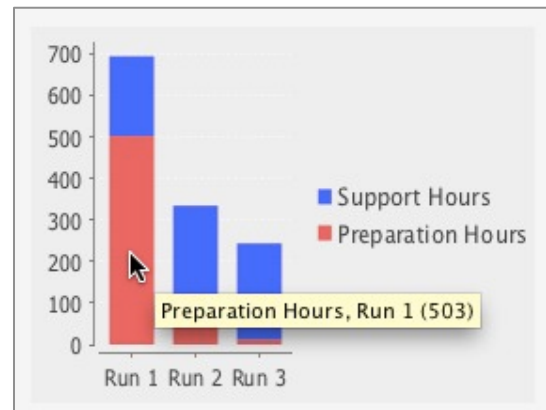 700
600
500
400
300
200
100
0
Support Hours
Preparation Hours
Preparation Hours, Run 1 (503)
Run 1 Run 2 Run 3